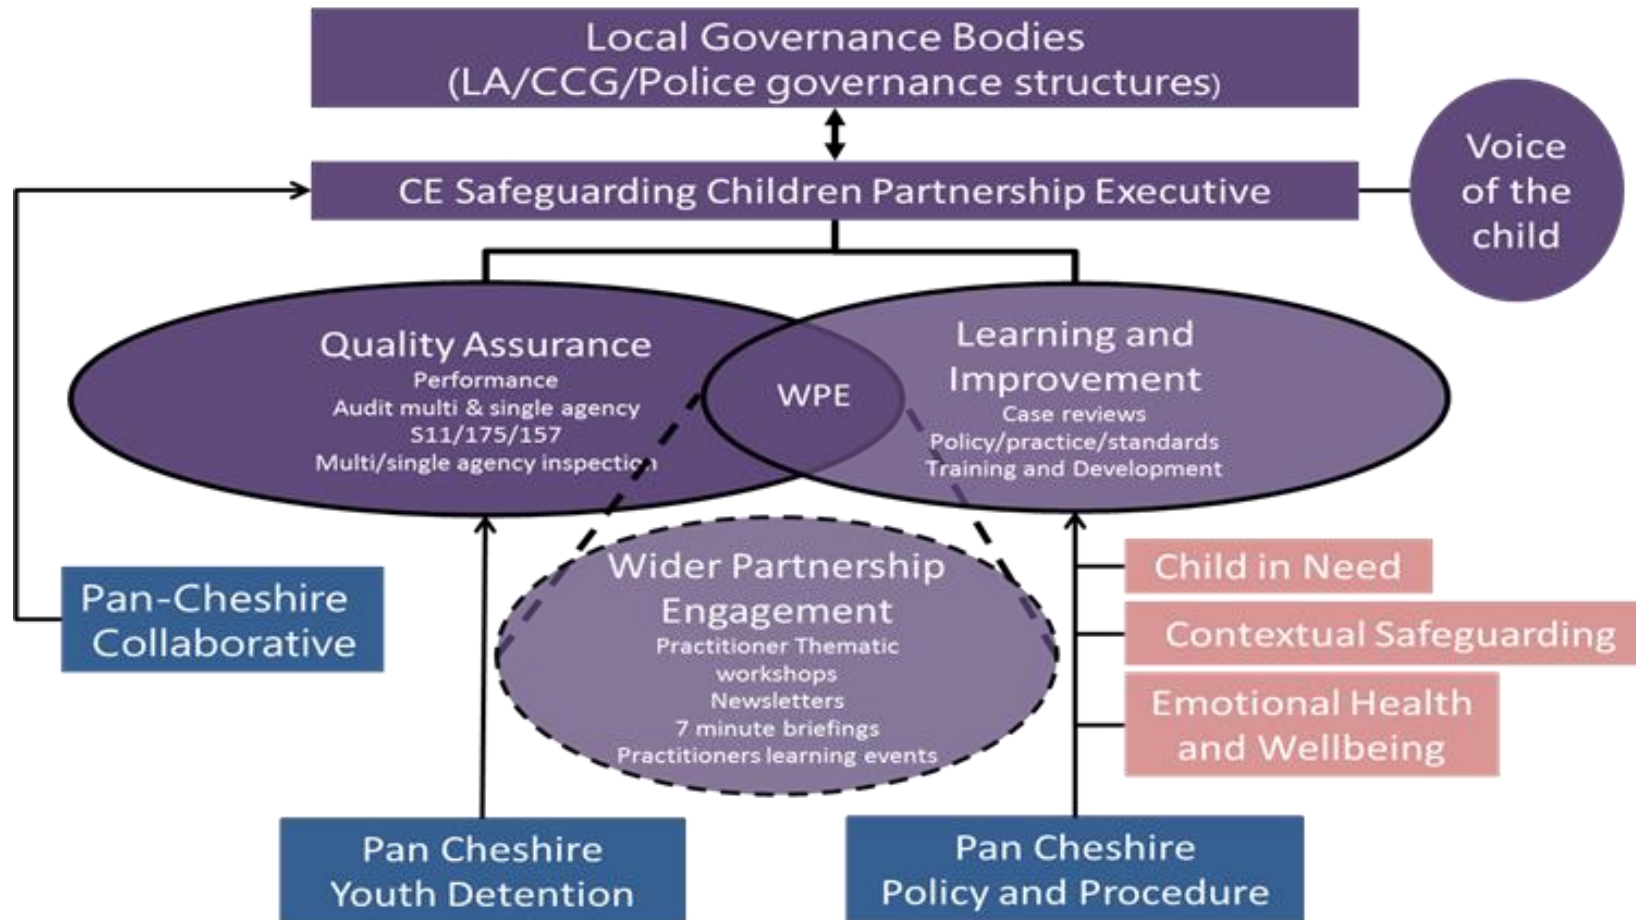 Local Governance Bodies
(LA/CCG/Police governance structures)
CE Safeguarding Children Partnership Executive
Voice
of the
child
Quality Assurance
Performance
Audit multi & single agency
S11/175/157
Multi/single agency inspection
WPE
Learning and
Improvement
Case reviews
Policy/practice/standards
Training and Development
Wider Partnership
Engagement
Practitioner Thematic
workshops
Newsletters
7 minute briefings
Practitioners learning events
Pan-Cheshire
Collaborative
Child in Need
Contextual Safeguarding
Emotional Health
and Wellbeing
Pan Cheshire
Youth Detention
Pan Cheshire
Policy and Procedure